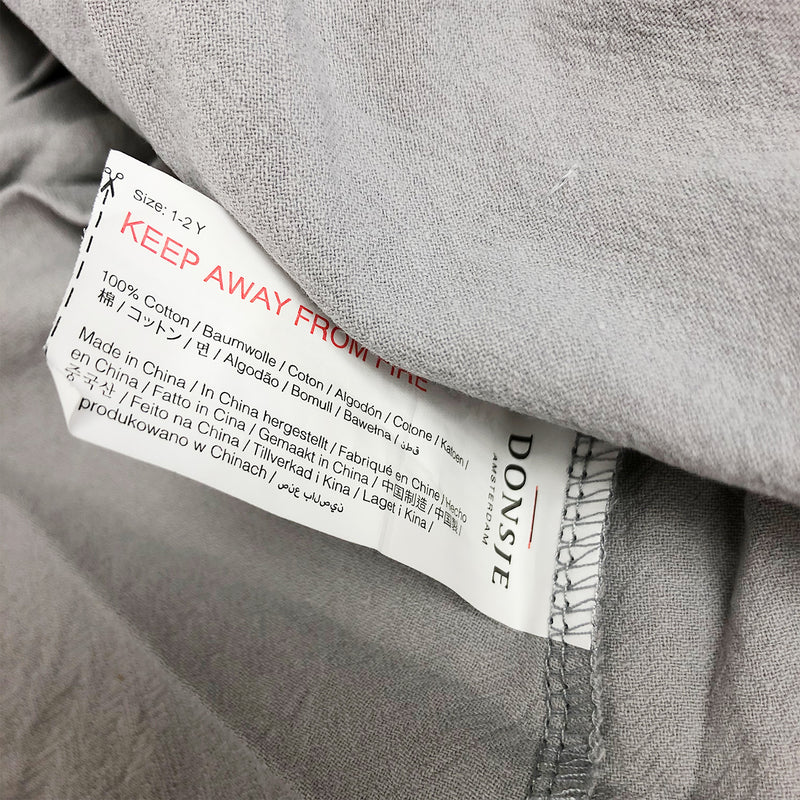 Size: 1-2 Y
KEEP AWAY FROM FIRE
100% Cotton / Baumwolle / Coton / Algodón / Cotone / Katoen /
棉 / コットン / 면 / Algodão / Bomull / Bawełna / قطن
Made in China / In China hergestellt / Fabriqué en Chine / Hecho
en China / Fatto in Cina / Gemaakt in China / 中国制造 / 中国製 /
중국산 / Feito na China / Tillverkad i Kina / Laget i Kina /
produkowano w Chinach / صنع بالصين
DONSJE
AMSTERDAM